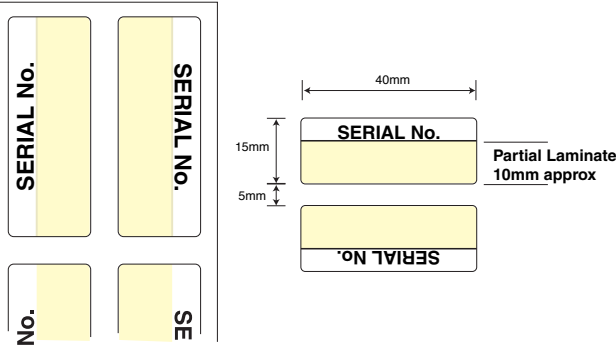 SERIAL No.
SERIAL No.
No.
SE
40mm
15mm
SERIAL No.
Partial Laminate
10mm approx
5mm
SERIAL No.